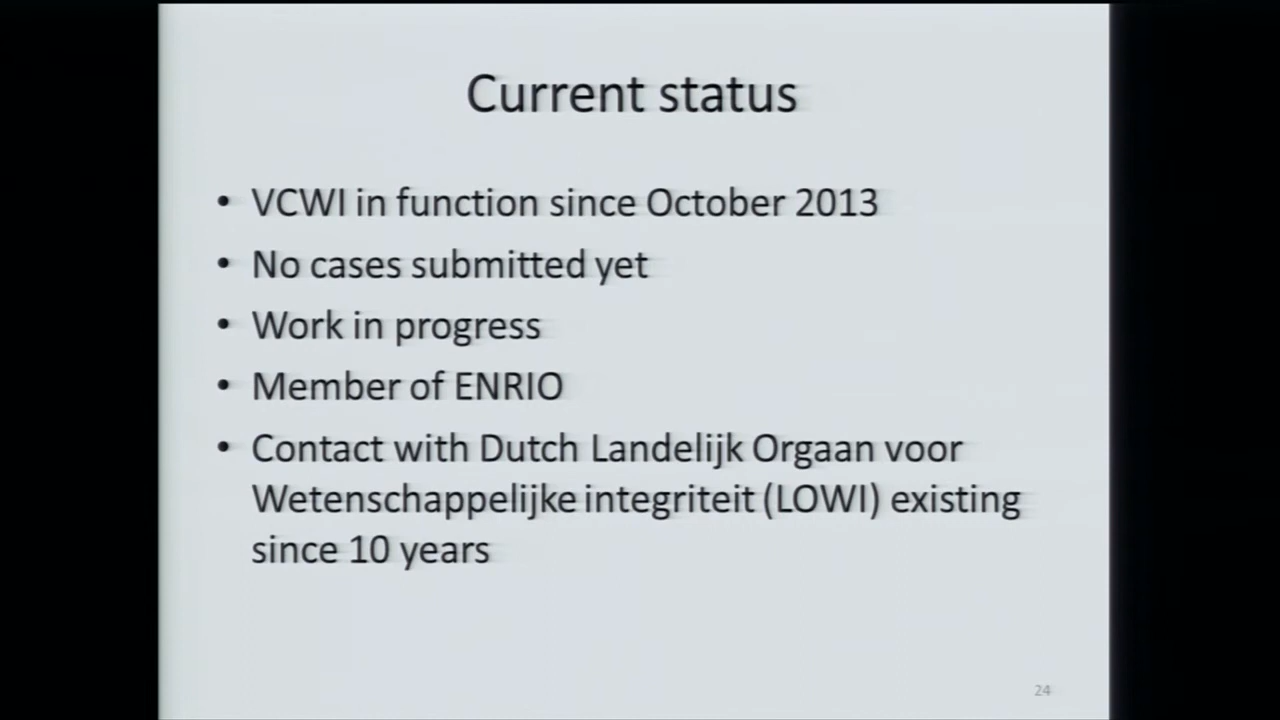 Current status
• VCWI in function since October 2013
• No cases submitted yet
• Work in progress
• Member of ENRIO
• Contact with Dutch Landelijk Orgaan voor
Wetenschappelijke integriteit (LOWI) existing
since 10 years
24